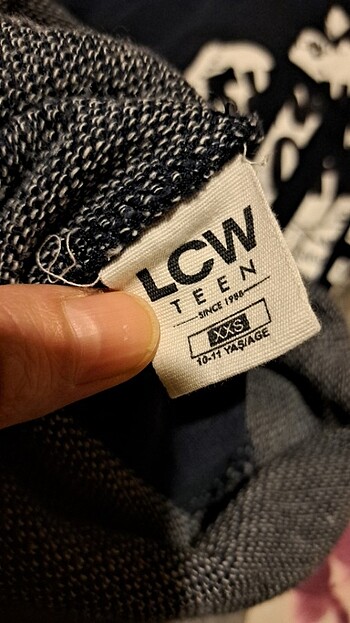 LCW
TEEN
SINCE 1988
XXS
10-11 YAŞ/AGE